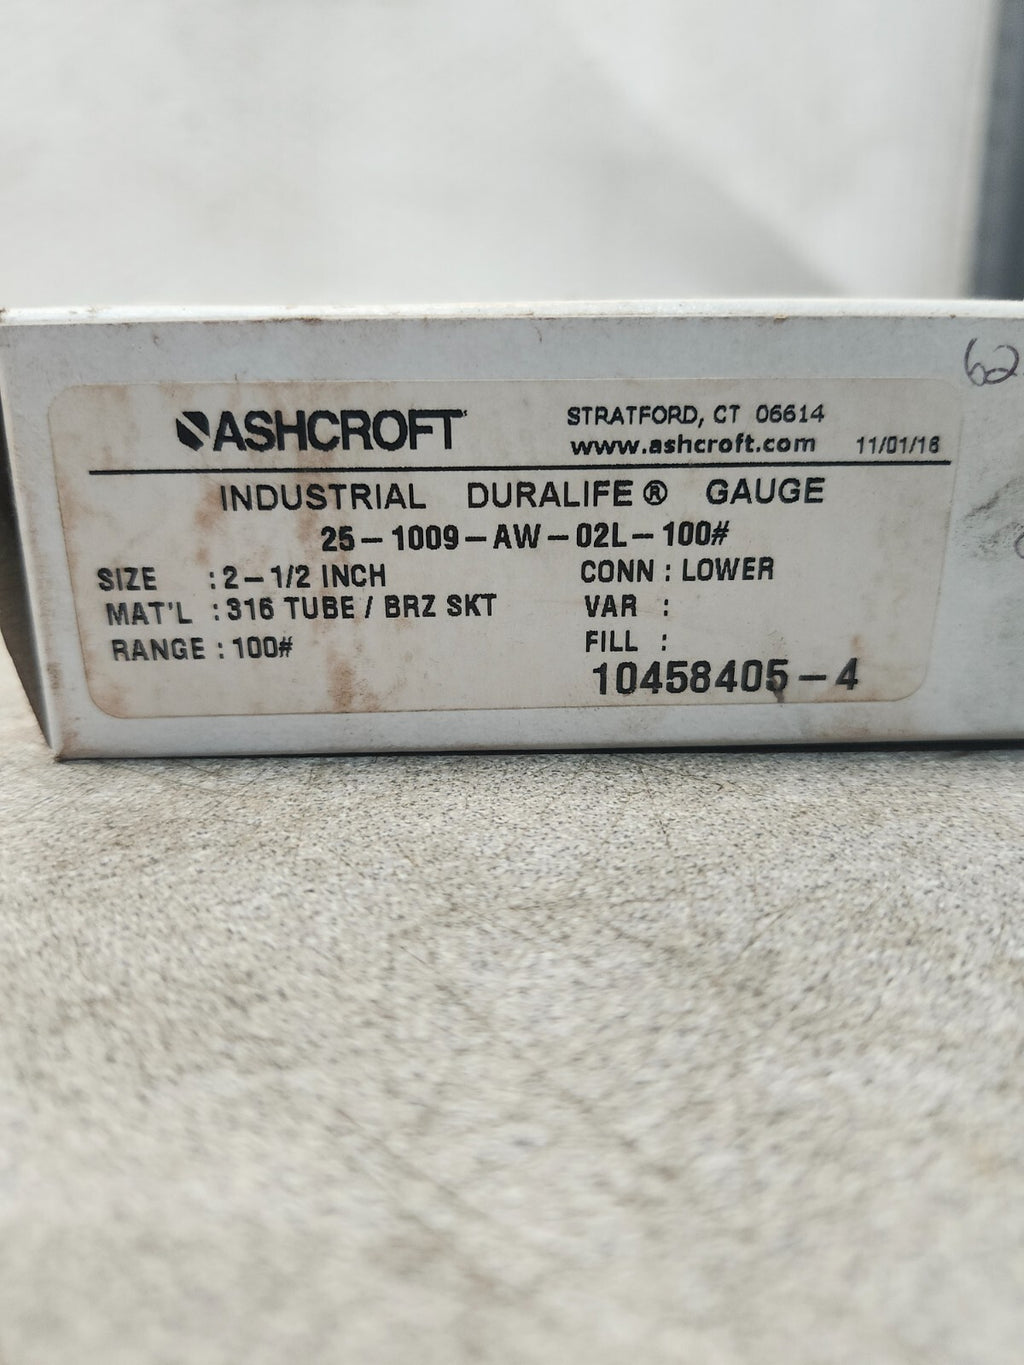 62
ASHCROFT
STRATFORD, CT 06614
www.ashcroft.com 11/01/16
INDUSTRIAL DURALIFE® GAUGE
25-1009-AW-02L-100#
SIZE : 2-1/2 INCH CONN : LOWER
MAT'L : 316 TUBE / BRZ SKT VAR :
RANGE : 100# FILL :
10458405-4